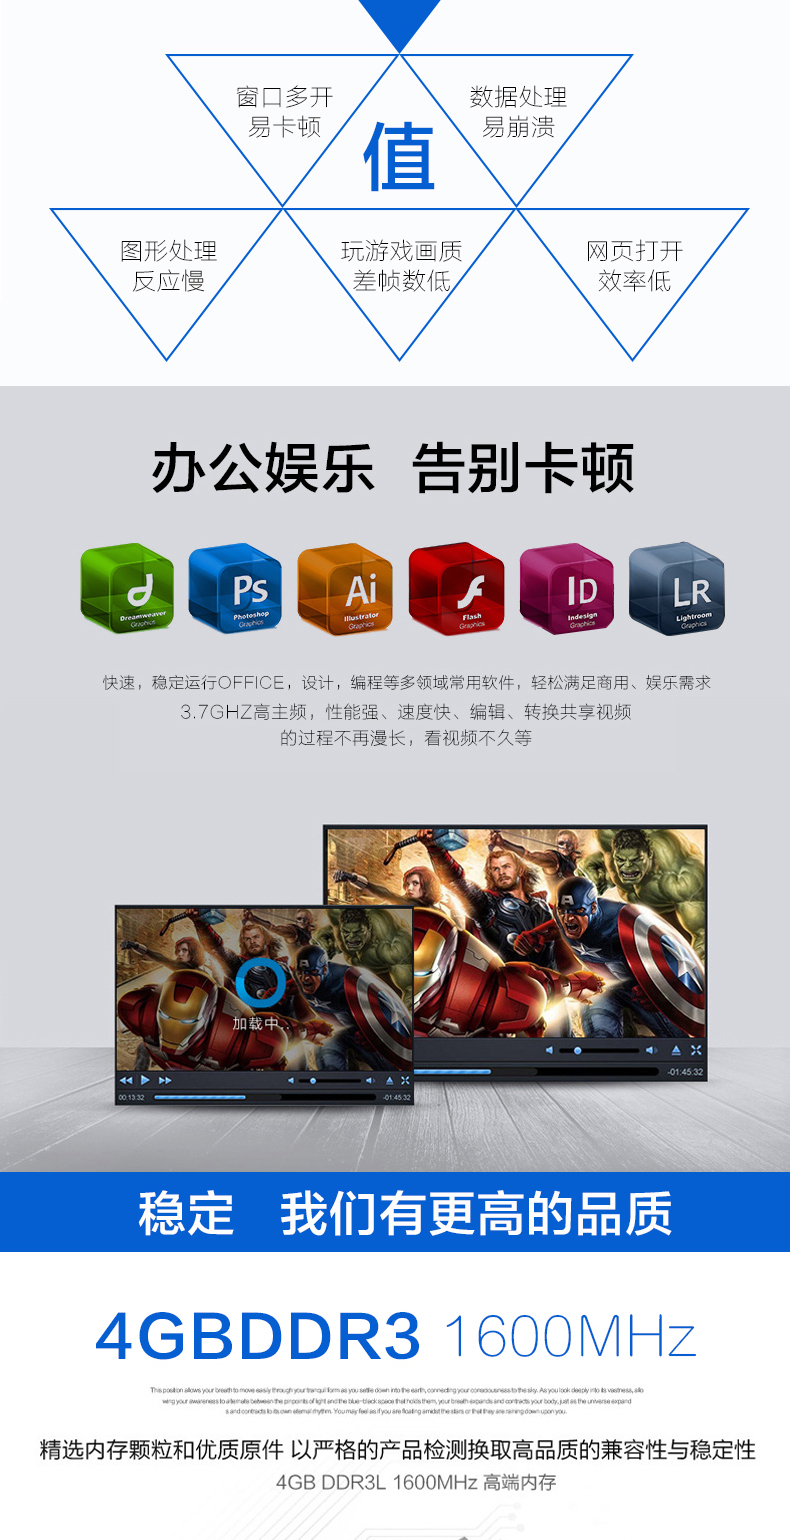 窗口多开
易卡顿
数据处理
易崩溃
值
图形处理
反应慢
玩游戏画质
差帧数低
网页打开
效率低
办公娱乐 告别卡顿
Dreamweaver
Graphics
Ps
Photoshop
Graphics
Ai
Illustrator
Graphics
Flash
Graphics
ID
Indesign
Graphics
LR
Lightroom
Graphics
快速，稳定运行OFFICE，设计，编程等多领域常用软件，轻松满足商用、娱乐需求
3.7GHZ高主频，性能强、速度快、编辑、转换共享视频
的过程不再漫长，看视频不久等
加载中..
-01:45:32
00:13:32
-01:45:32
稳定 我们有更高的品质
4GBDDR3 1600MHz
This position allows your breath to move easily through your tranquil form as you settle down into the earth, connecting your consciousness to the sky. As you look deeply into its vastness, allo
wing your awareness to alternate between the pinpoints of light and the blue-black space that holds them, your breath expands and contracts your body, just as the universe expand
s and contracts to its own eternal rhythm. You may feel as if you are floating amidst the stars or that they are raining down upon you.
精选内存颗粒和优质原件 以严格的产品检测换取高品质的兼容性与稳定性
4GB DDR3L 1600MHz 高端内存